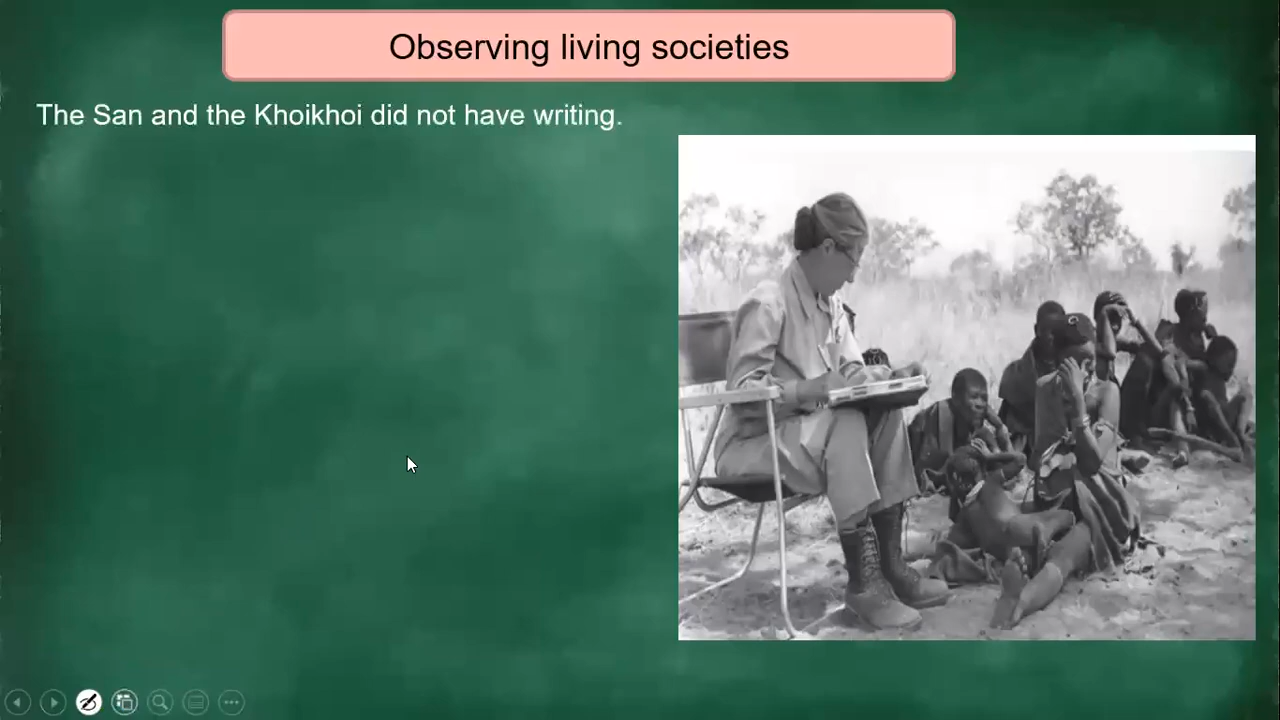 Observing living societies
The San and the Khoikhoi did not have writing.